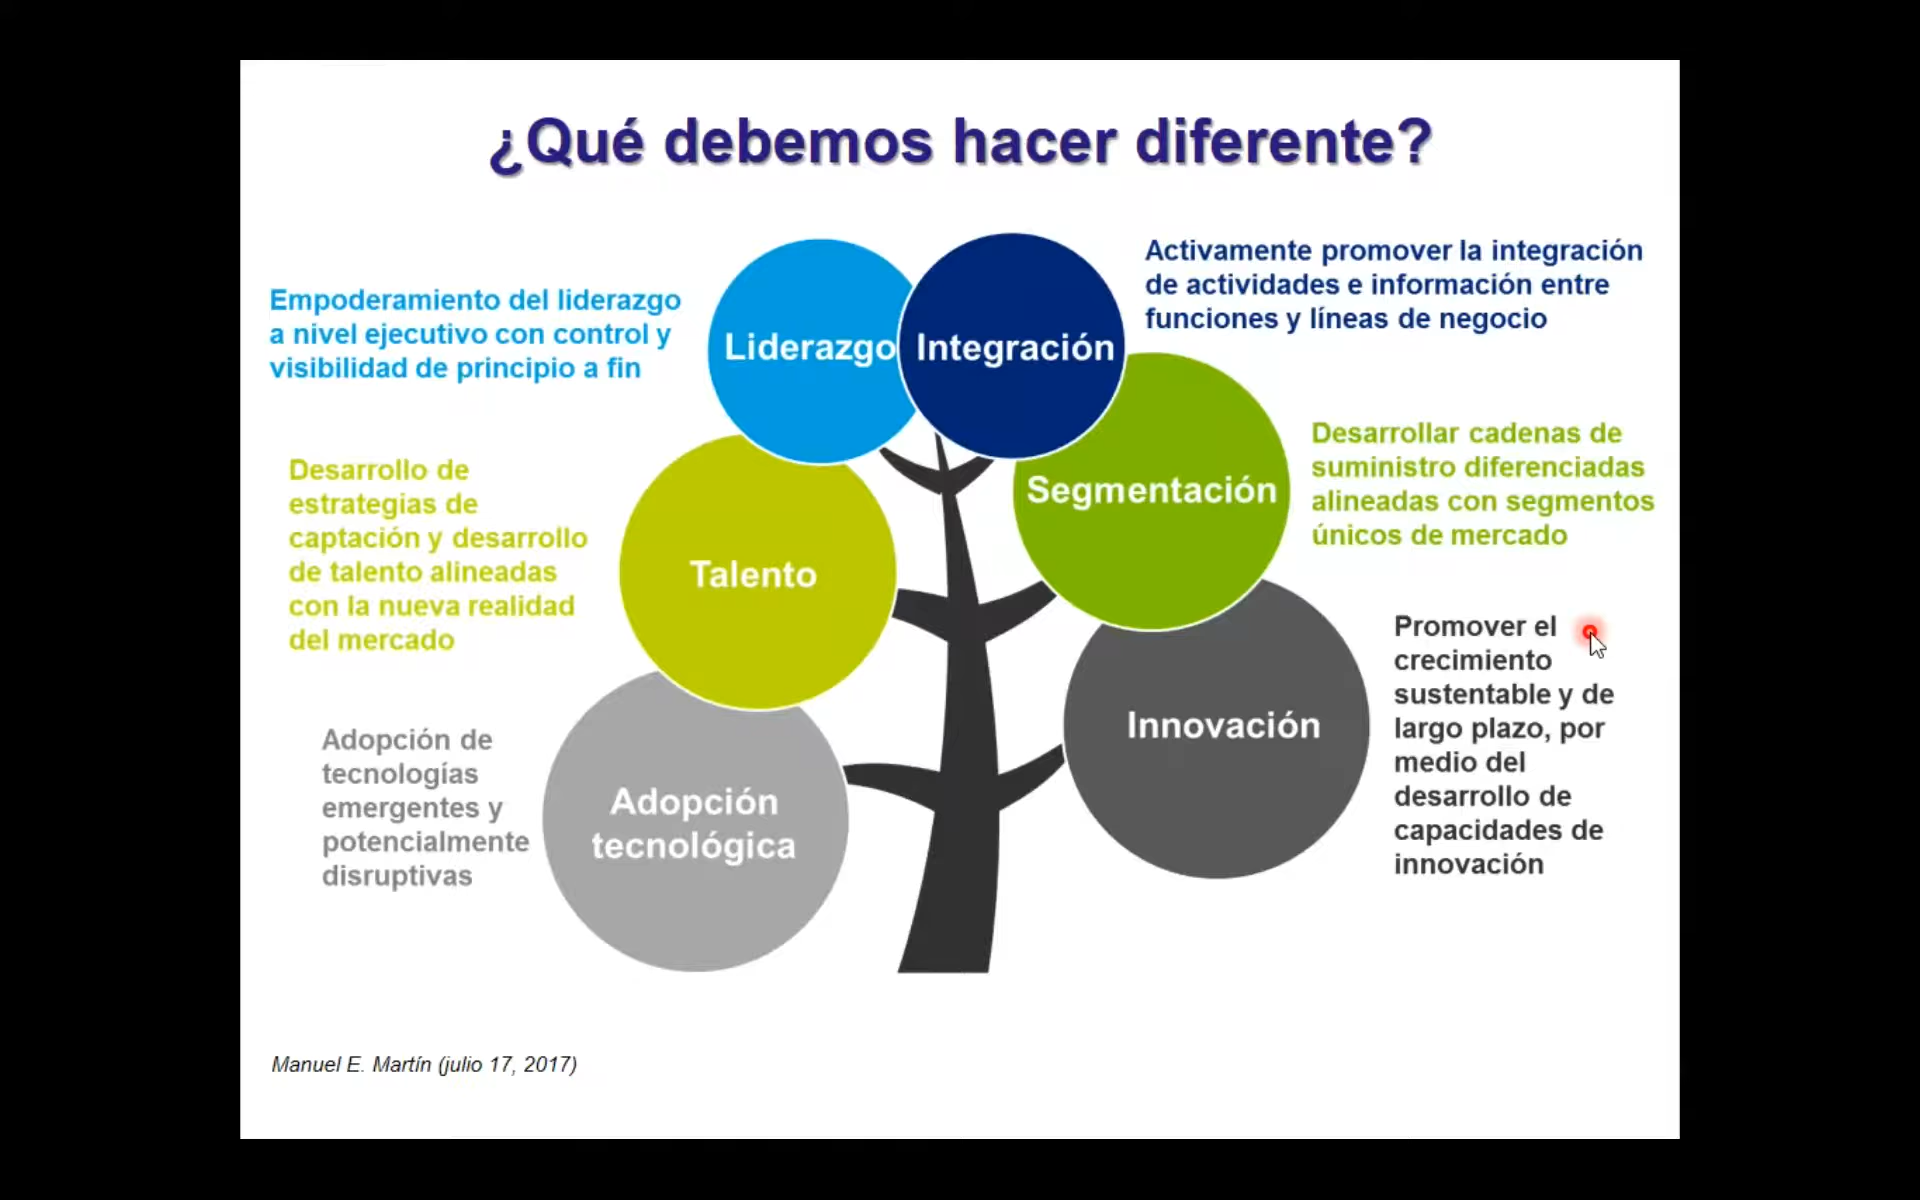 ¿Qué debemos hacer diferente?
Empoderamiento del liderazgo
a nivel ejecutivo con control y
visibilidad de principio a fin
Liderazgo
Integración
Activamente promover la integración
de actividades e información entre
funciones y líneas de negocio
Desarrollo de
estrategias de
captación y desarrollo
de talento alineadas
con la nueva realidad
del mercado
Talento
Segmentación
Desarrollar cadenas de
suministro diferenciadas
alineadas con segmentos
únicos de mercado
Adopción de
tecnologías
emergentes y
potencialmente
disruptivas
Adopción
tecnológica
Innovación
Promover el
crecimiento
sustentable y de
largo plazo, por
medio del
desarrollo de
capacidades de
innovación
Manuel E. Martín (julio 17, 2017)